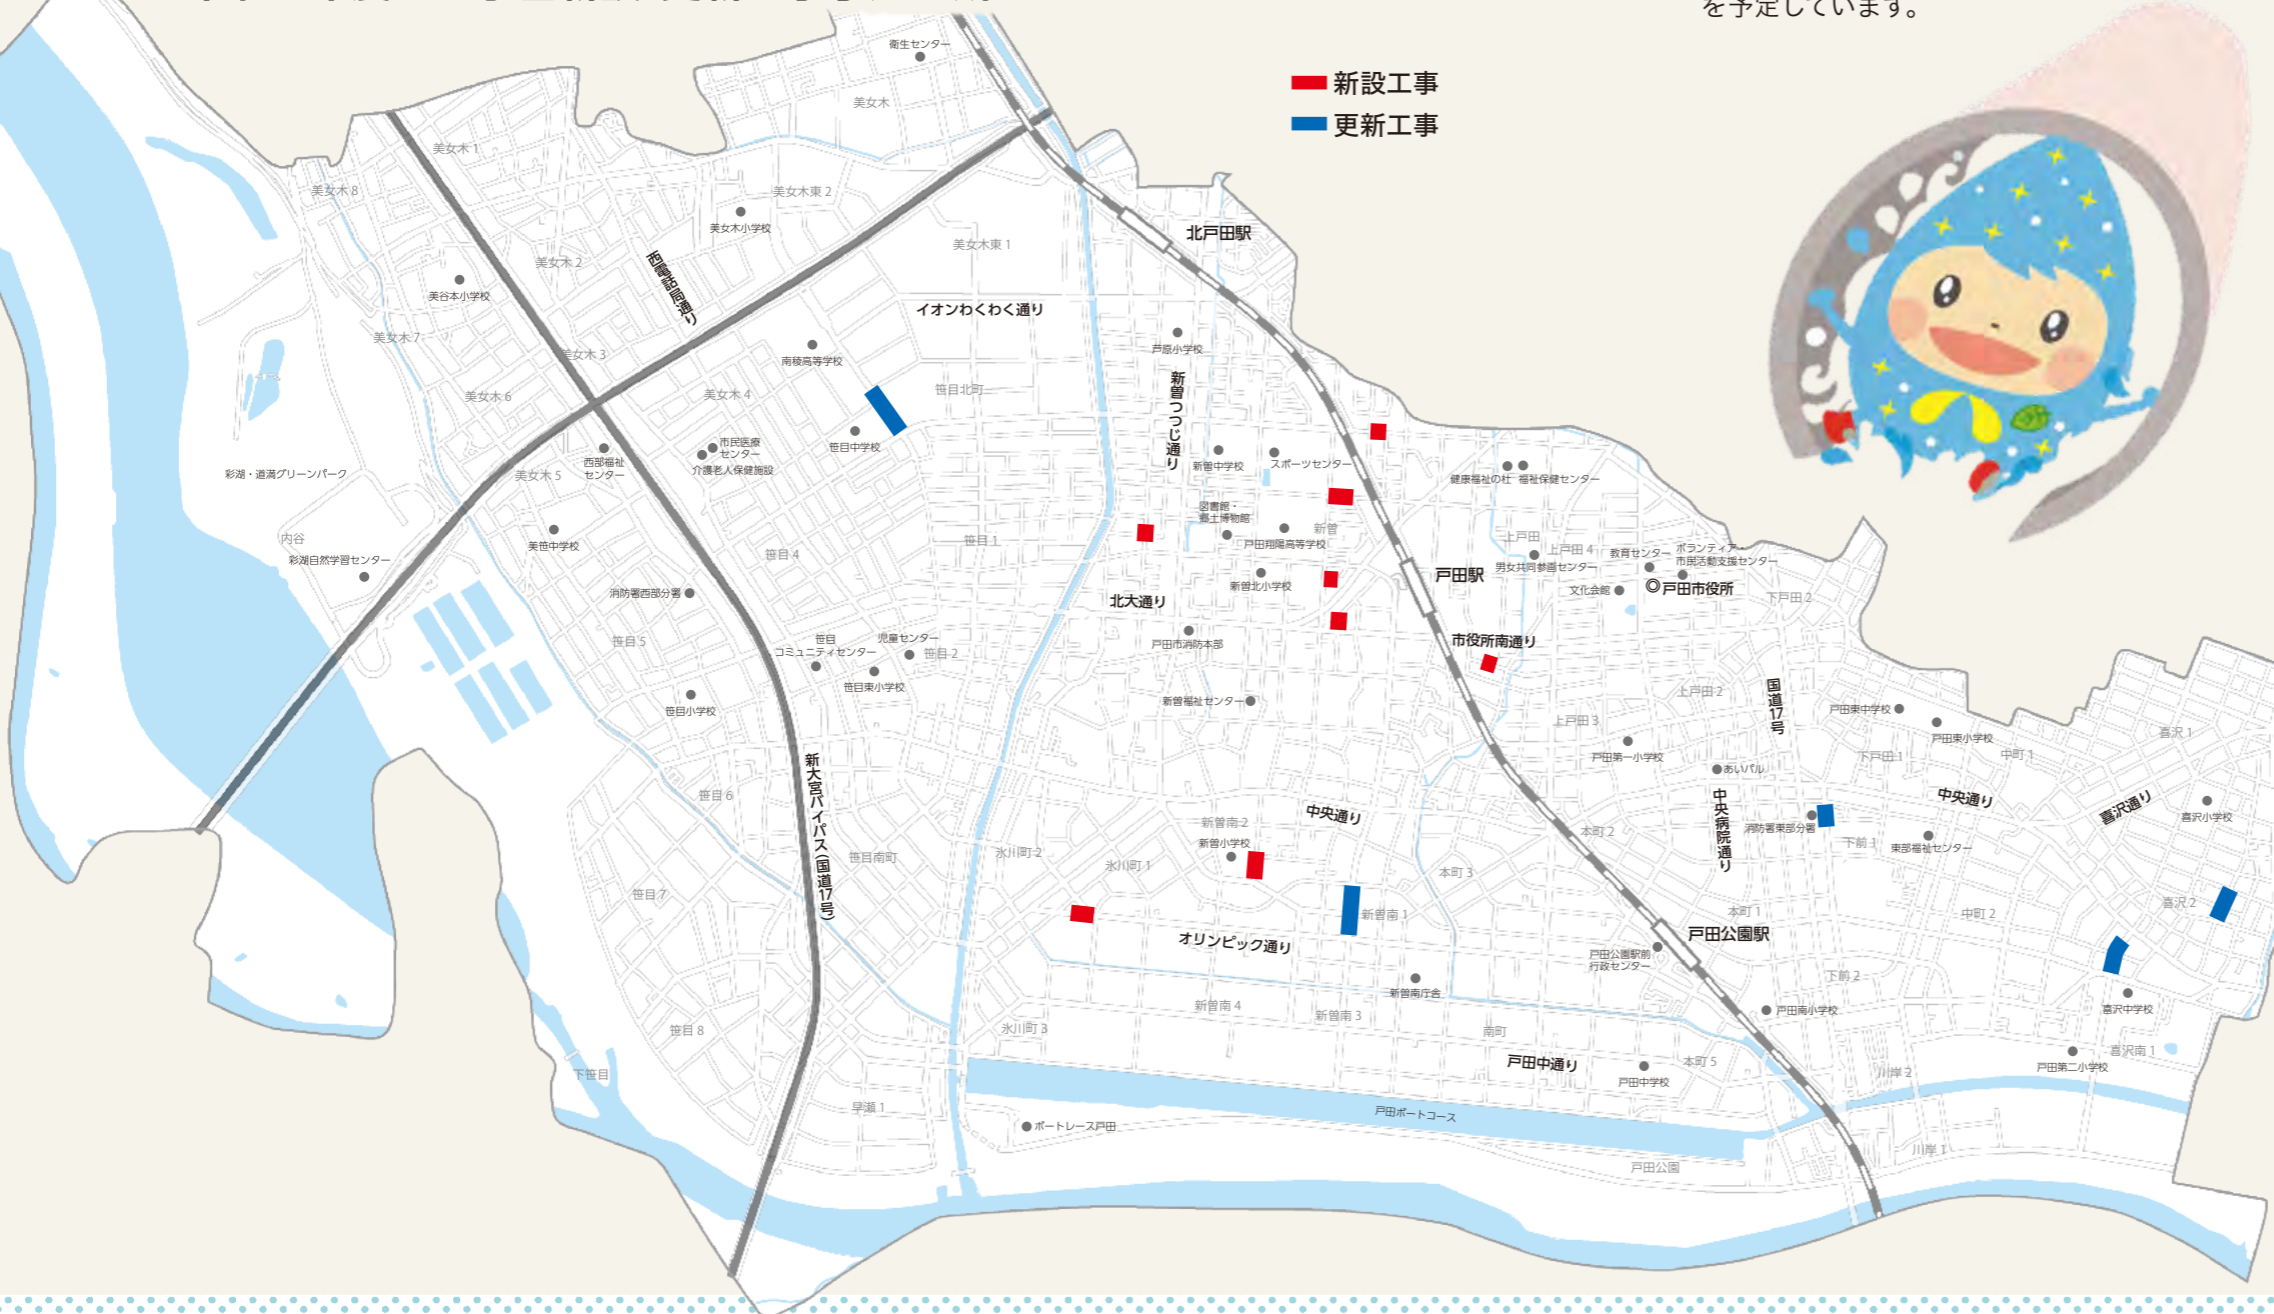 を予定しています。
新設工事
更新工事
衛生センター
美女木
美女木 1
美女木 8
美女木東 2
美女木小学校
美女木東 1
北戸田駅
美女木 2
西電話局通り
美谷本小学校
イオンわくわく通り
美女木 7
美女木 3
南稜高等学校
芦原小学校
新曽つつじ通り
美女木 6
美女木 4
笹目北町
市民医療
センター
介護老人保健施設
笹目中学校
西部福祉
センター
新曽中学校
スポーツセンター
彩湖・道満グリーンパーク
美女木 5
健康福祉の杜
福祉保健センター
図書館・
郷土博物館
新曽
内谷
美笹中学校
笹目 4
笹目 1
戸田翔陽高等学校
上戸田
上戸田 4
教育センター
ボランティア・
市民活動支援センター
彩湖自然学習センター
男女共同参画センター
戸田駅
新曽北小学校
文化会館
戸田市役所
下戸田 2
消防署西部分署
北大通り
笹目 5
笹目
コミュニティセンター
児童センター
笹目 2
戸田市消防本部
市役所南通り
笹目東小学校
笹目小学校
新曽福祉センター
上戸田 2
国道17号
戸田東中学校
上戸田 3
戸田東小学校
喜沢 1
戸田第一小学校
下戸田 1
中町 1
あいパル
新大宮バイパス(国道17号)
笹目 6
中央通り
中央通り
喜沢通り
中央病院通り
喜沢小学校
新曽南 2
本町 2
消防署東部分署
下前 1
東部福祉センター
新曽小学校
氷川町 2
笹目南町
氷川町 1
本町 3
笹目 7
新曽南 1
本町 1
中町 2
喜沢 2
オリンピック通り
戸田公園駅
戸田公園駅前
行政センター
下前 2
新曽南庁舎
新曽南 4
新曽南 3
戸田南小学校
喜沢中学校
笹目 8
氷川町 3
南町
戸田中通り
本町 5
喜沢南 1
戸田第二小学校
下笹目
戸田中学校
川岸 2
早瀬 1
戸田ボートコース
ボートレース戸田
川岸 1
戸田公園